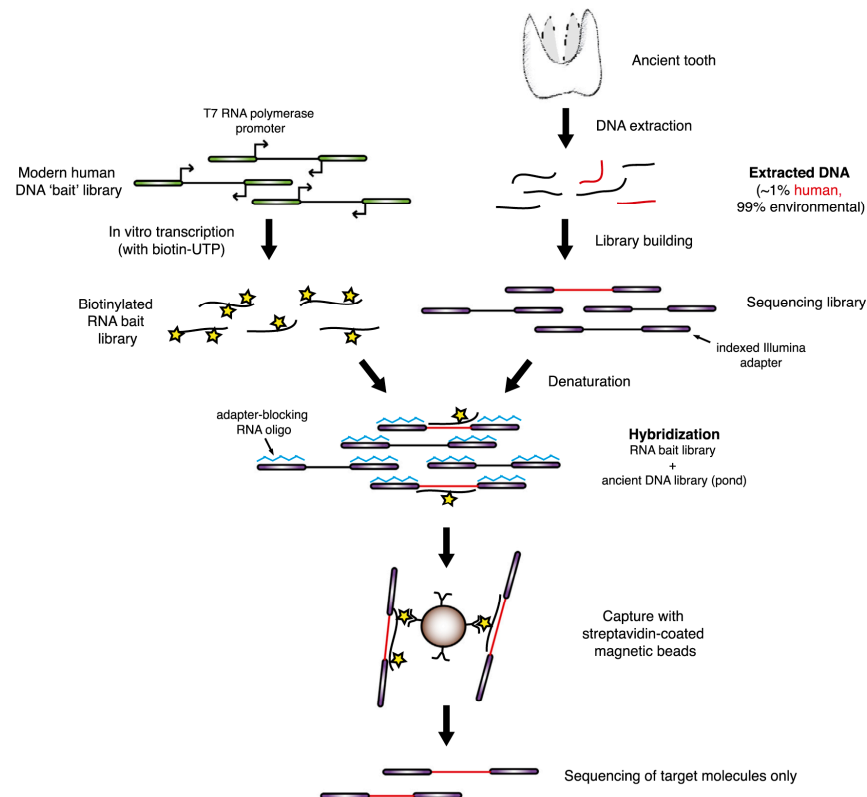 Ancient tooth
T7 RNA polymerase
promoter
DNA extraction
Modern human
DNA ‘bait’ library
Extracted DNA
(~1% human,
99% environmental)
In vitro transcription
(with biotin-UTP)
Library building
Biotinylated
RNA bait
library
Sequencing library
indexed Illumina
adapter
Denaturation
adapter-blocking
RNA oligo
Hybridization
RNA bait library
+
ancient DNA library (pond)
Capture with
streptavidin-coated
magnetic beads
Sequencing of target molecules only